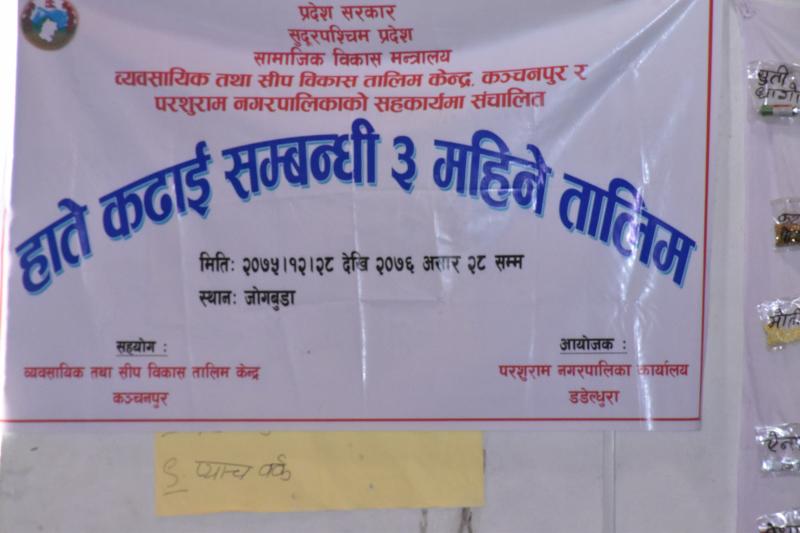 प्रदेश सरकार
सुदूरपश्चिम प्रदेश
सामाजिक विकास मन्त्रालय
व्यवसायिक तथा सीप विकास तालिम केन्द्र, कञ्चनपुर र
परशुराम नगरपालिकाको सहकार्यमा संचालित
हाते कढाई सम्बन्धी ३ महिने तालिम
मितिः २०७५।१२।२८ देखि २०७६ असार २८ सम्म
स्थानः जोगबुडा
सहयोग :
व्यवसायिक तथा सीप विकास तालिम केन्द्र
कञ्चनपुर
आयोजक :
परशुराम नगरपालिका कार्यालय
डडेल्धुरा
९. प्याच वर्क
बुती
धागो
मोती